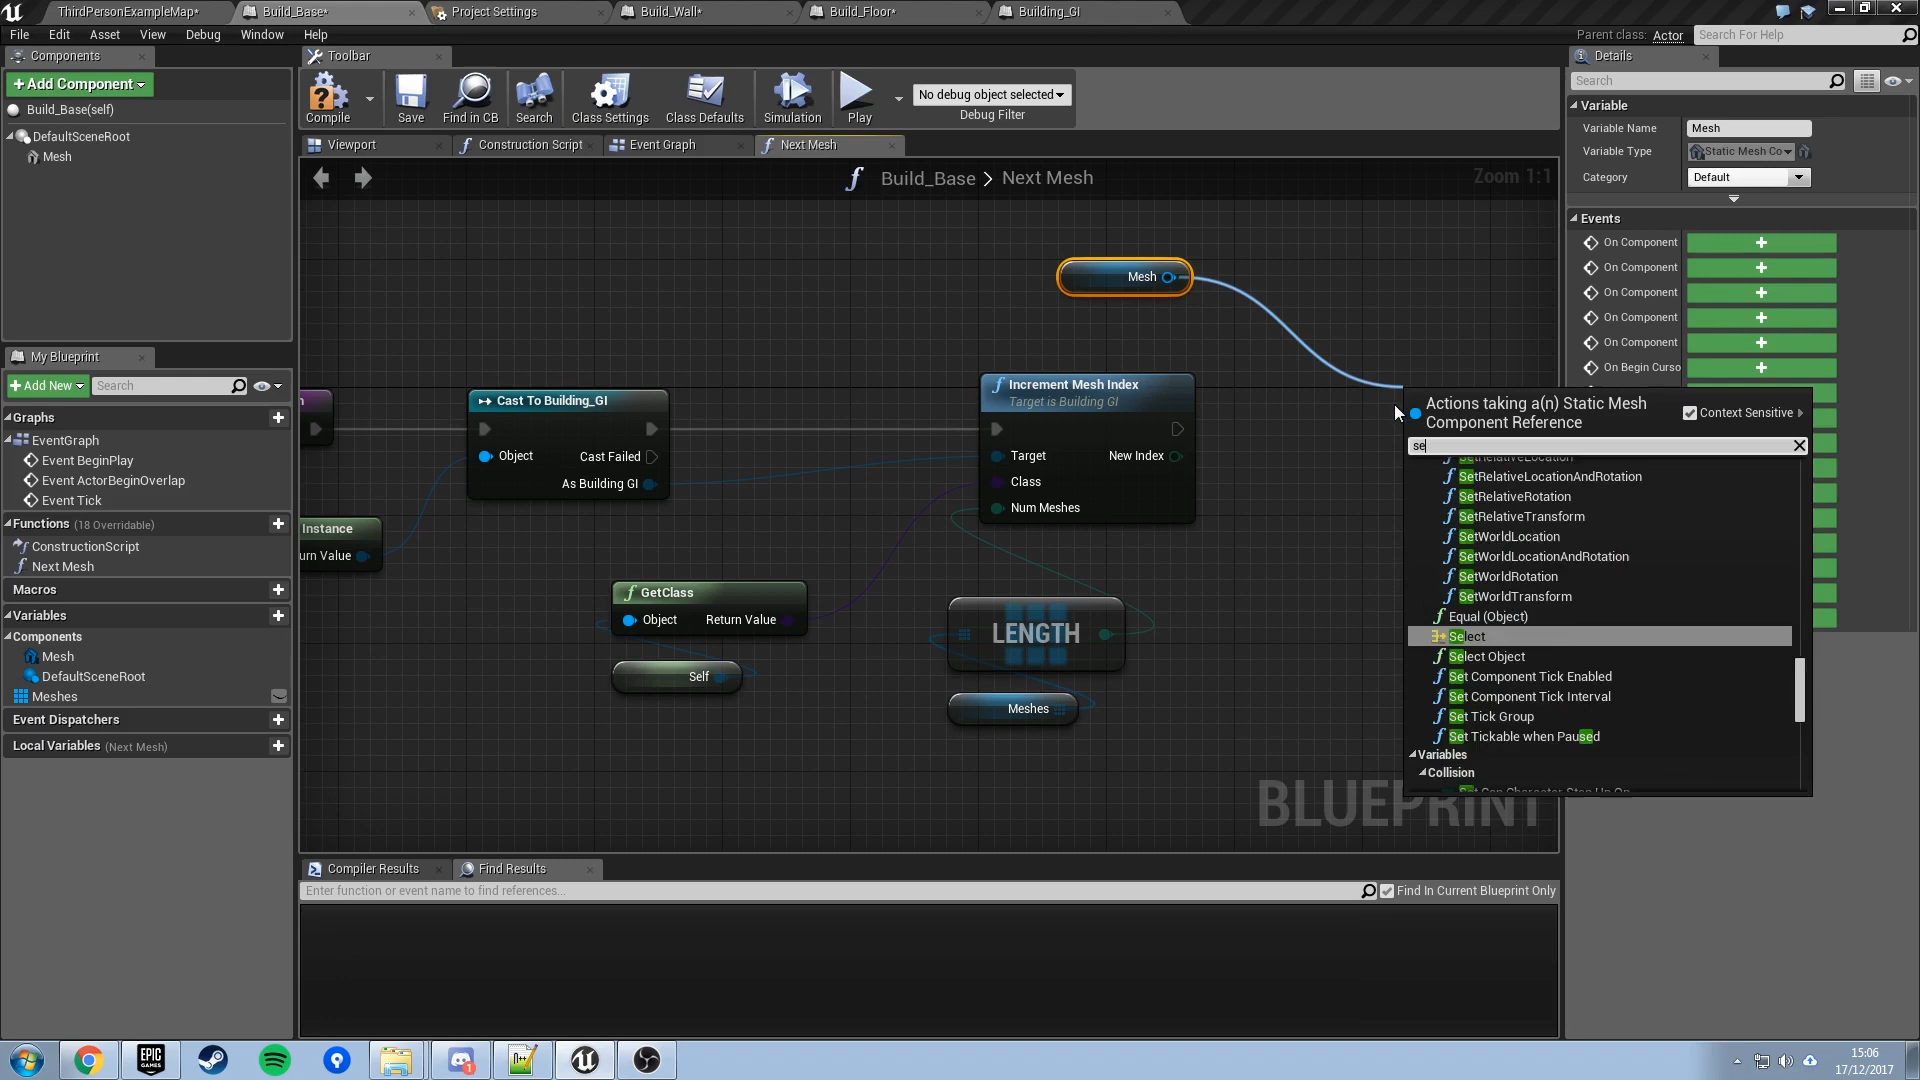 ThirdPersonExampleMap*
Build_Base*
Project Settings
Build_Wall*
Build_Floor*
Building_GI
File
Edit
Asset
View
Debug
Window
Help
Parent class: Actor
Search For Help
Components
Toolbar
Details
+Add Component
Search
Build_Base(self)
Variable
DefaultSceneRoot
Mesh
Compile
Save
Find in CB
Search
Class Settings
Class Defaults
Simulation
Play
No debug object selected
Debug Filter
Variable Name
Mesh
Variable Type
Static Mesh Co
Category
Default
Viewport
Construction Script
Event Graph
Next Mesh
Build_Base > Next Mesh
Zoom 1:1
Events
On Component
On Component
On Component
On Component
On Component
On Begin Curso
My Blueprint
+Add New
Search
Graphs
EventGraph
Event BeginPlay
Event ActorBeginOverlap
Event Tick
Functions (18 Overridable)
ConstructionScript
Next Mesh
Macros
Variables
Components
Mesh
DefaultSceneRoot
Meshes
Event Dispatchers
Local Variables (Next Mesh)
Mesh
Cast To Building_GI
Object
Cast Failed
As Building GI
Increment Mesh Index
Target is Building GI
Target
New Index
Class
Num Meshes
Instance
urn Value
GetClass
Object
Return Value
Self
LENGTH
Meshes
BLUEPRINT
Actions taking a(n) Static Mesh
Component Reference
Context Sensitive
se
SetRelativeLocation
SetRelativeLocationAndRotation
SetRelativeRotation
SetRelativeTransform
SetWorldLocation
SetWorldLocationAndRotation
SetWorldRotation
SetWorldTransform
Equal (Object)
Select
Select Object
Set Component Tick Enabled
Set Component Tick Interval
Set Tick Group
Set Tickable when Paused
Variables
Collision
Compiler Results
Find Results
Enter function or event name to find references...
Find In Current Blueprint Only
EPIC
GAMES
1
15:06
17/12/2017